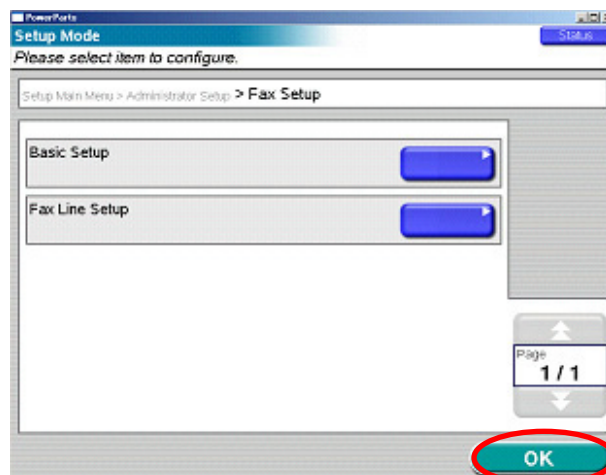 PowerParts
Setup Mode
Status
Please select item to configure.
Setup Main Menu > Administrator Setup > Fax Setup
Basic Setup
Fax Line Setup
Page
1 / 1
OK